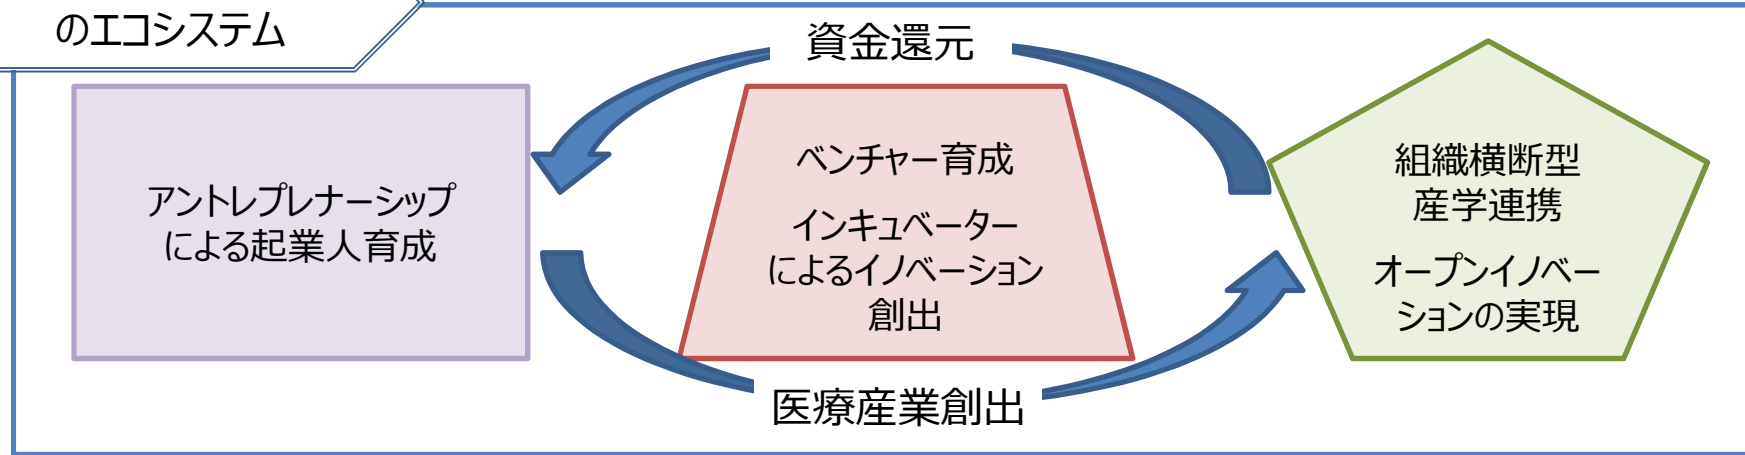 のエコシステム
資金還元
アントレプレナーシップ
による起業人育成
ベンチャー育成
インキュベーター
によるイノベーション
創出
組織横断型
産学連携
オープンイノベー
ションの実現
医療産業創出